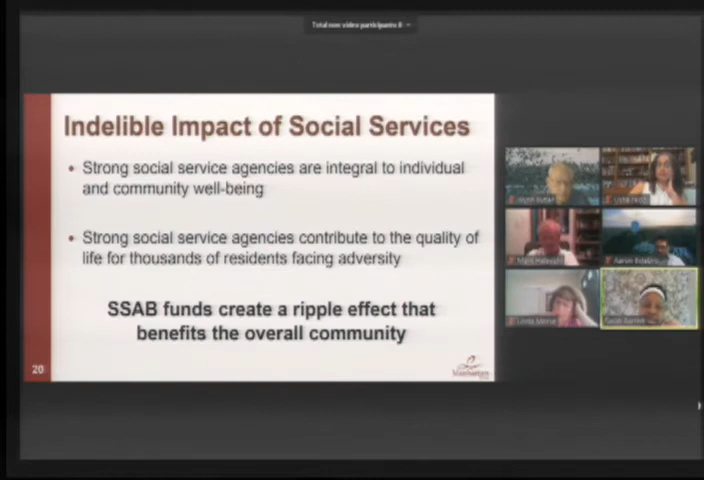 Total non video participants 8
Indelible Impact of Social Services
• Strong social service agencies are integral to individual
and community well-being
• Strong social service agencies contribute to the quality of
life for thousands of residents facing adversity
SSAB funds create a ripple effect that
benefits the overall community
20
Manhattan
Linda Morse